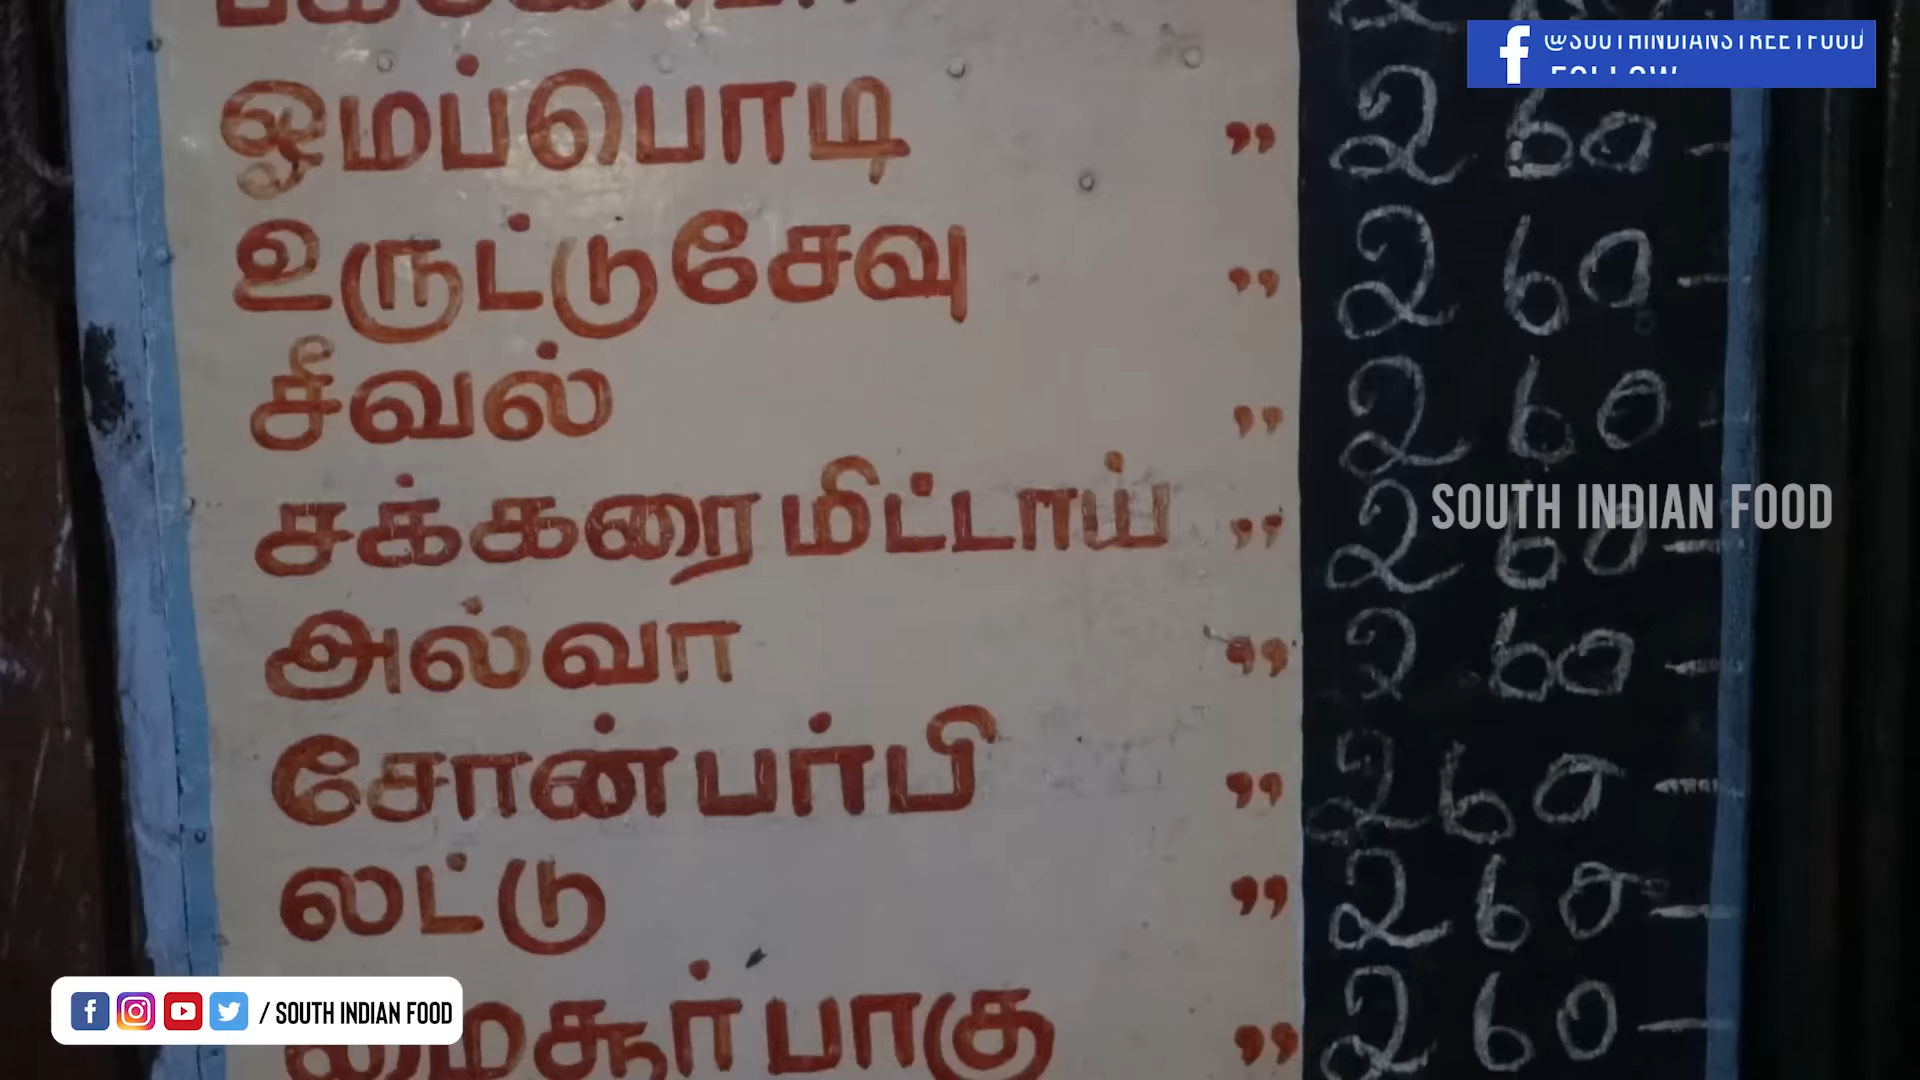 @SOUTHINDIANSTREETFOOD
ஓமப்பொடி ,, 260-
உருட்டுசேவு ,, 260-
சீவல் ,, 260-
சக்கரை மிட்டாய் ,, 260-
SOUTH INDIAN FOOD
அல்வா ,, 260-
சோன்பர்பி ,, 260-
லட்டு ,, 260-
மைசூர்பாகு ,, 260-
/ SOUTH INDIAN FOOD